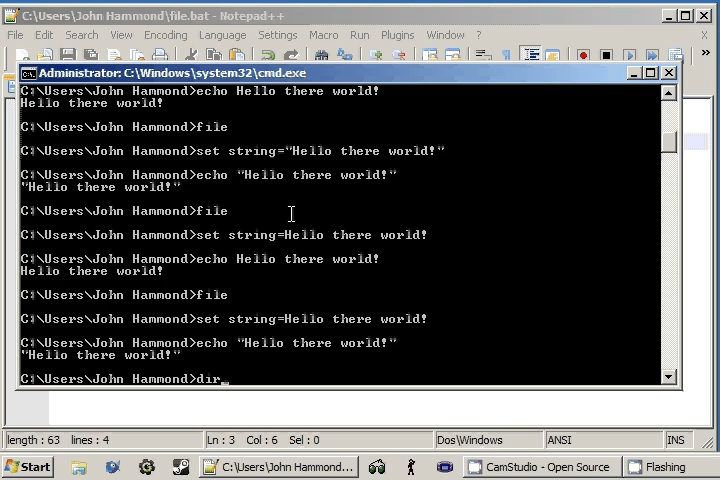 C:\Users\John Hammond\file.bat - Notepad++
File Edit Search View Encoding Language Settings Macro Run Plugins Window ? X
Administrator: C:\Windows\system32\cmd.exe
C:\Users\John Hammond>echo Hello there world!
Hello there world!
C:\Users\John Hammond>file
C:\Users\John Hammond>set string="Hello there world!"
C:\Users\John Hammond>echo "Hello there world!"
"Hello there world!"
C:\Users\John Hammond>file
C:\Users\John Hammond>set string=Hello there world!
C:\Users\John Hammond>echo Hello there world!
Hello there world!
C:\Users\John Hammond>file
C:\Users\John Hammond>set string=Hello there world!
C:\Users\John Hammond>echo "Hello there world!"
"Hello there world!"
C:\Users\John Hammond>dir_
length : 63 lines : 4 Ln : 3 Col : 6 Sel : 0 Dos\Windows ANSI INS
Start C:\Users\John Hammond... CamStudio - Open Source Flashing